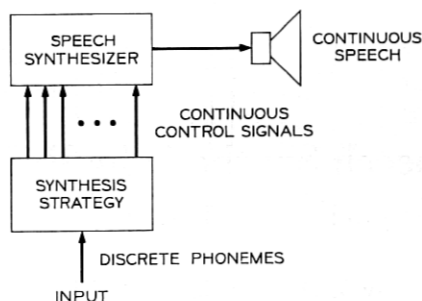 SPEECH
SYNTHESIZER
CONTINUOUS
SPEECH
CONTINUOUS
CONTROL SIGNALS
SYNTHESIS
STRATEGY
DISCRETE PHONEMES
INPUT